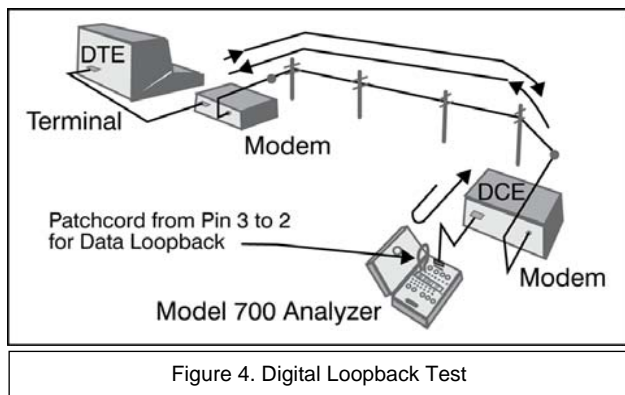 DTE
Terminal
Modem
DCE
Patchcord from Pin 3 to 2
for Data Loopback
Modem
Model 700 Analyzer
Figure 4. Digital Loopback Test